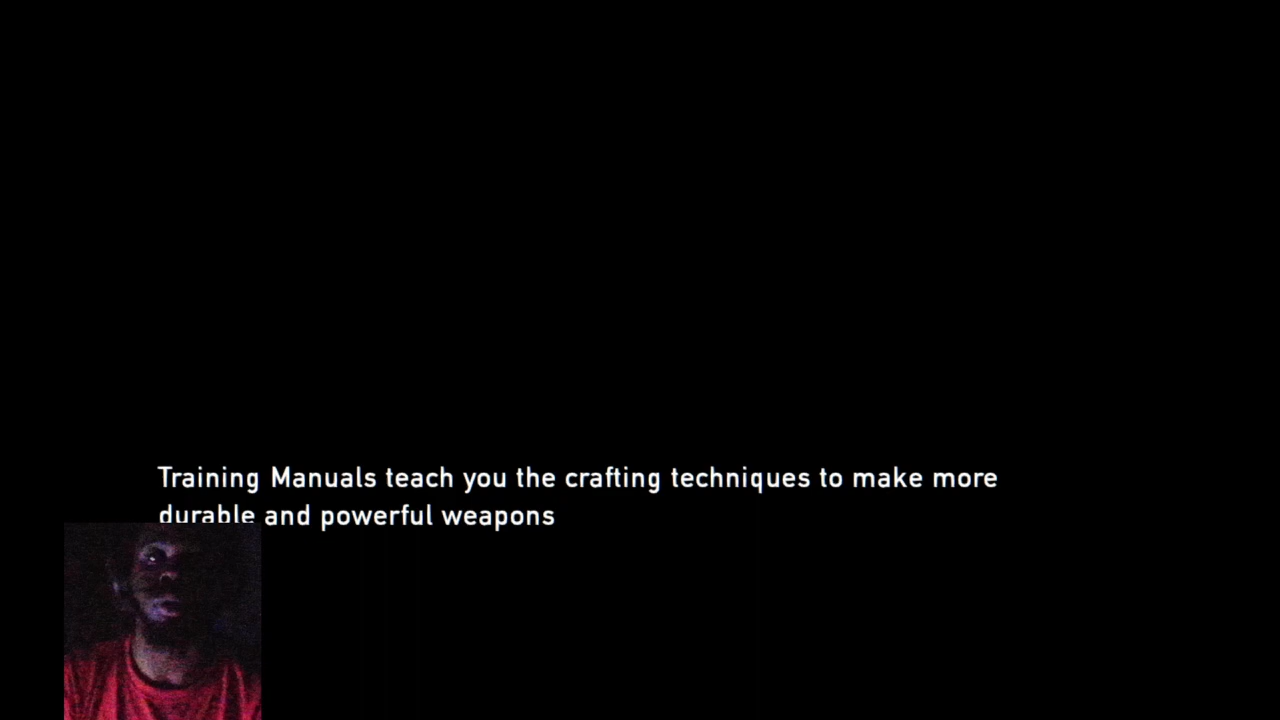 Training Manuals teach you the crafting techniques to make more
durable and powerful weapons